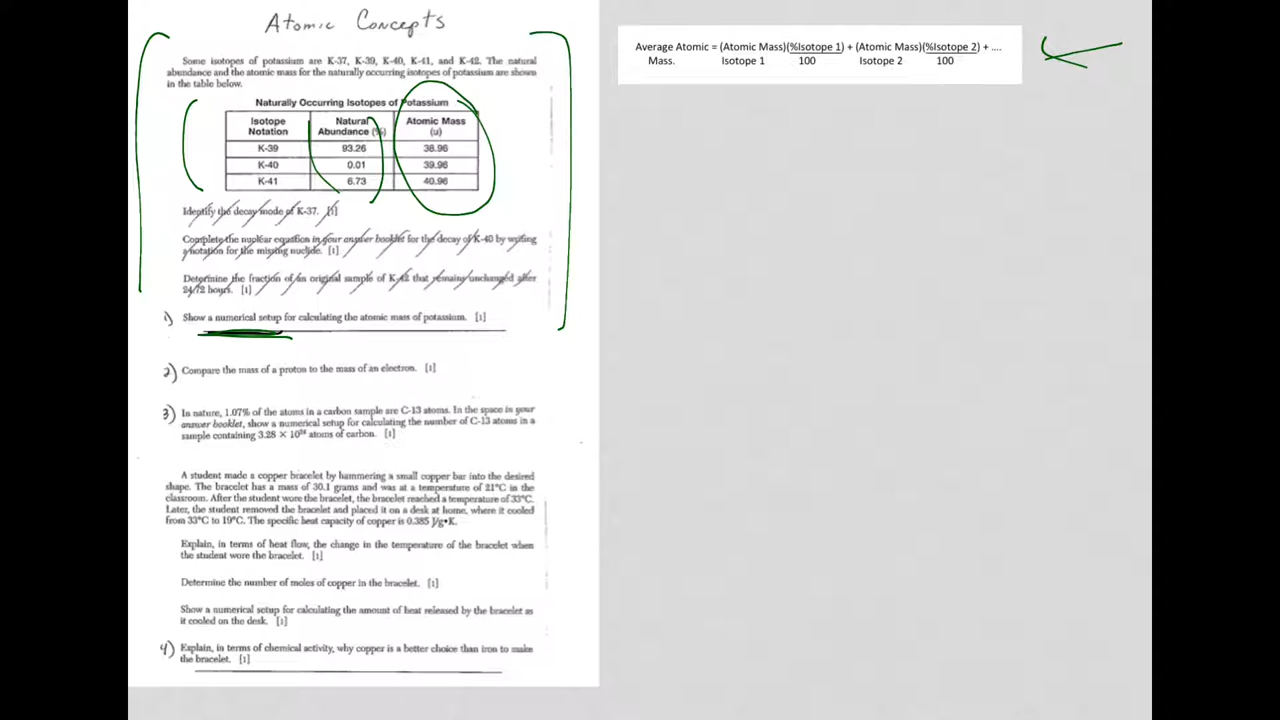 Atomic Concepts
Some isotopes of potassium are K-37, K-39, K-40, K-41, and K-42. The natural
abundance and the atomic mass for the naturally occurring isotopes of potassium are shown
in the table below.
Naturally Occurring Isotopes of Potassium
Isotope Notation Natural Abundance (%) Atomic Mass (u)
K-39 93.26 38.96
K-40 0.01 39.96
K-41 6.73 40.96
Identify the decay mode of K-37. [1]
Complete the nuclear equation in your answer booklet for the decay of K-40 by writing
a notation for the missing nuclide. [1]
Determine the fraction of an original sample of K-42 that remains unchanged after
24.72 hours. [1]
1) Show a numerical setup for calculating the atomic mass of potassium. [1]
2) Compare the mass of a proton to the mass of an electron. [1]
3) In nature, 1.07% of the atoms in a carbon sample are C-13 atoms. In the space in your
answer booklet, show a numerical setup for calculating the number of C-13 atoms in a
sample containing 3.28 × 10²⁴ atoms of carbon. [1]
A student made a copper bracelet by hammering a small copper bar into the desired
shape. The bracelet has a mass of 30.1 grams and was at a temperature of 21°C in the
classroom. After the student wore the bracelet, the bracelet reached a temperature of 33°C.
Later, the student removed the bracelet and placed it on a desk at home, where it cooled
from 33°C to 19°C. The specific heat capacity of copper is 0.385 J/g•K.
Explain, in terms of heat flow, the change in the temperature of the bracelet when
the student wore the bracelet. [1]
Determine the number of moles of copper in the bracelet. [1]
Show a numerical setup for calculating the amount of heat released by the bracelet as
it cooled on the desk. [1]
4) Explain, in terms of chemical activity, why copper is a better choice than iron to make
the bracelet. [1]
Average Atomic = (Atomic Mass)(%Isotope 1) + (Atomic Mass)(%Isotope 2) + ....
Mass. Isotope 1 100 Isotope 2 100